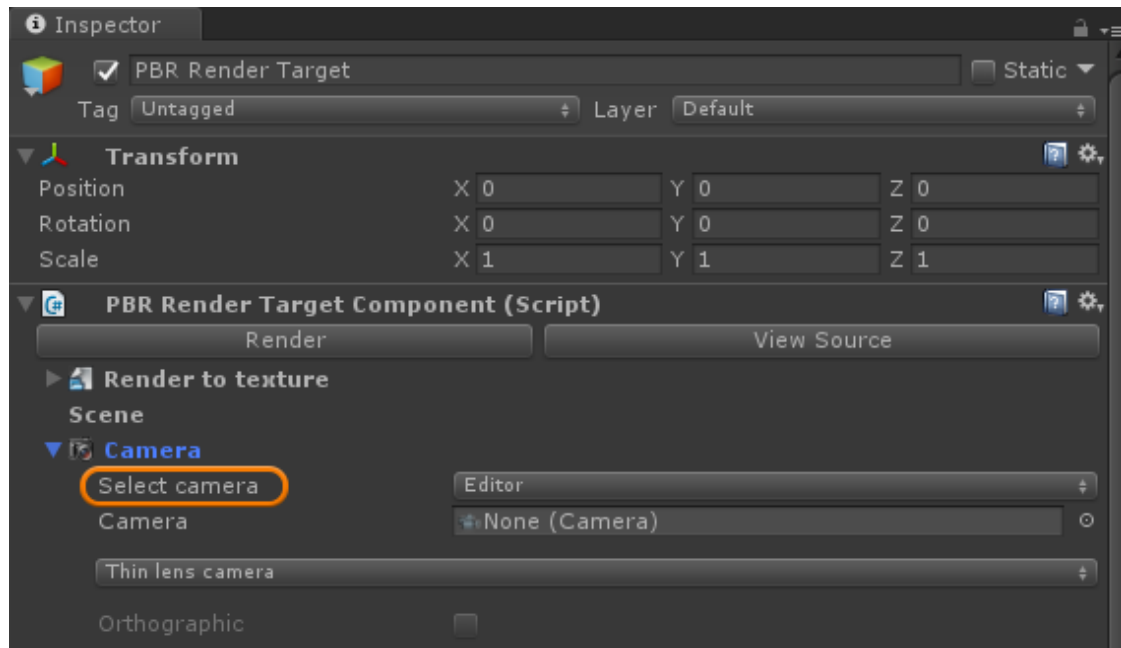 Inspector
PBR Render Target Static
Tag Untagged Layer Default
Transform
Position X 0 Y 0 Z 0
Rotation X 0 Y 0 Z 0
Scale X 1 Y 1 Z 1
PBR Render Target Component (Script)
Render View Source
Render to texture
Scene
Camera
Select camera Editor
Camera None (Camera)
Thin lens camera
Orthographic